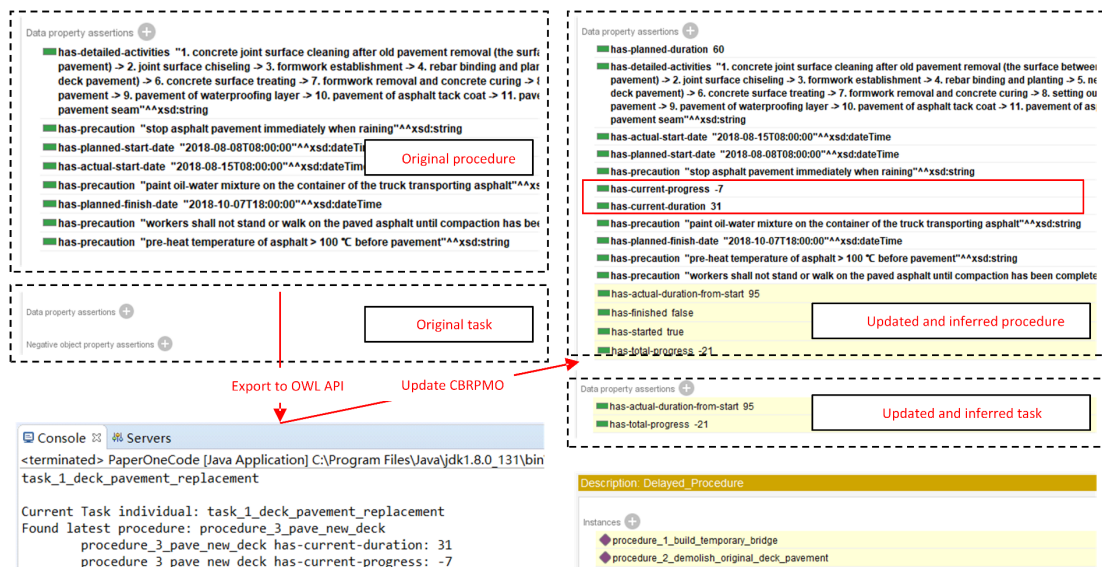 Data property assertions
has-detailed-activities "1. concrete joint surface cleaning after old pavement removal (the surfa
pavement) -> 2. joint surface chiseling -> 3. formwork establishment -> 4. rebar binding and plan
deck pavement) -> 6. concrete surface treating -> 7. formwork removal and concrete curing -> 8
pavement -> 9. pavement of waterproofing layer -> 10. pavement of asphalt tack coat -> 11. pave
pavement seam"^^xsd:string
has-precaution "stop asphalt pavement immediately when raining"^^xsd:string
has-planned-start-date "2018-08-08T08:00:00"^^xsd:dateTi
has-actual-start-date "2018-08-15T08:00:00"^^xsd:dateTim
Original procedure
has-precaution "paint oil-water mixture on the container of the truck transporting asphalt"^^xs
has-planned-finish-date "2018-10-07T18:00:00"^^xsd:dateTime
has-precaution "workers shall not stand or walk on the paved asphalt until compaction has bee
has-precaution "pre-heat temperature of asphalt > 100 ℃ before pavement"^^xsd:string
Data property assertions
Original task
Negative object property assertions
Export to OWL API
Update CBRPMO
Console
Servers
<terminated> PaperOneCode [Java Application] C:\Program Files\Java\jdk1.8.0_131\bin
task_1_deck_pavement_replacement
Current Task individual: task_1_deck_pavement_replacement
Found latest procedure: procedure_3_pave_new_deck
procedure_3_pave_new_deck has-current-duration: 31
procedure_3_pave_new_deck has-current-progress: -7
Data property assertions
has-planned-duration 60
has-detailed-activities "1. concrete joint surface cleaning after old pavement removal (the surface between
pavement) -> 2. joint surface chiseling -> 3. formwork establishment -> 4. rebar binding and planting -> 5. ne
deck pavement) -> 6. concrete surface treating -> 7. formwork removal and concrete curing -> 8. setting ou
pavement -> 9. pavement of waterproofing layer -> 10. pavement of asphalt tack coat -> 11. pavement of as
pavement seam"^^xsd:string
has-actual-start-date "2018-08-15T08:00:00"^^xsd:dateTime
has-planned-start-date "2018-08-08T08:00:00"^^xsd:dateTime
has-precaution "stop asphalt pavement immediately when raining"^^xsd:string
has-current-progress -7
has-current-duration 31
has-precaution "paint oil-water mixture on the container of the truck transporting asphalt"^^xsd:string
has-planned-finish-date "2018-10-07T18:00:00"^^xsd:dateTime
has-precaution "pre-heat temperature of asphalt > 100 ℃ before pavement"^^xsd:string
has-precaution "workers shall not stand or walk on the paved asphalt until compaction has been complete
has-actual-duration-from-start 95
has-finished false
has-started true
has-total-progress -21
Updated and inferred procedure
Data property assertions
has-actual-duration-from-start 95
has-total-progress -21
Updated and inferred task
Description: Delayed_Procedure
Instances
procedure_1_build_temporary_bridge
procedure_2_demolish_original_deck_pavement